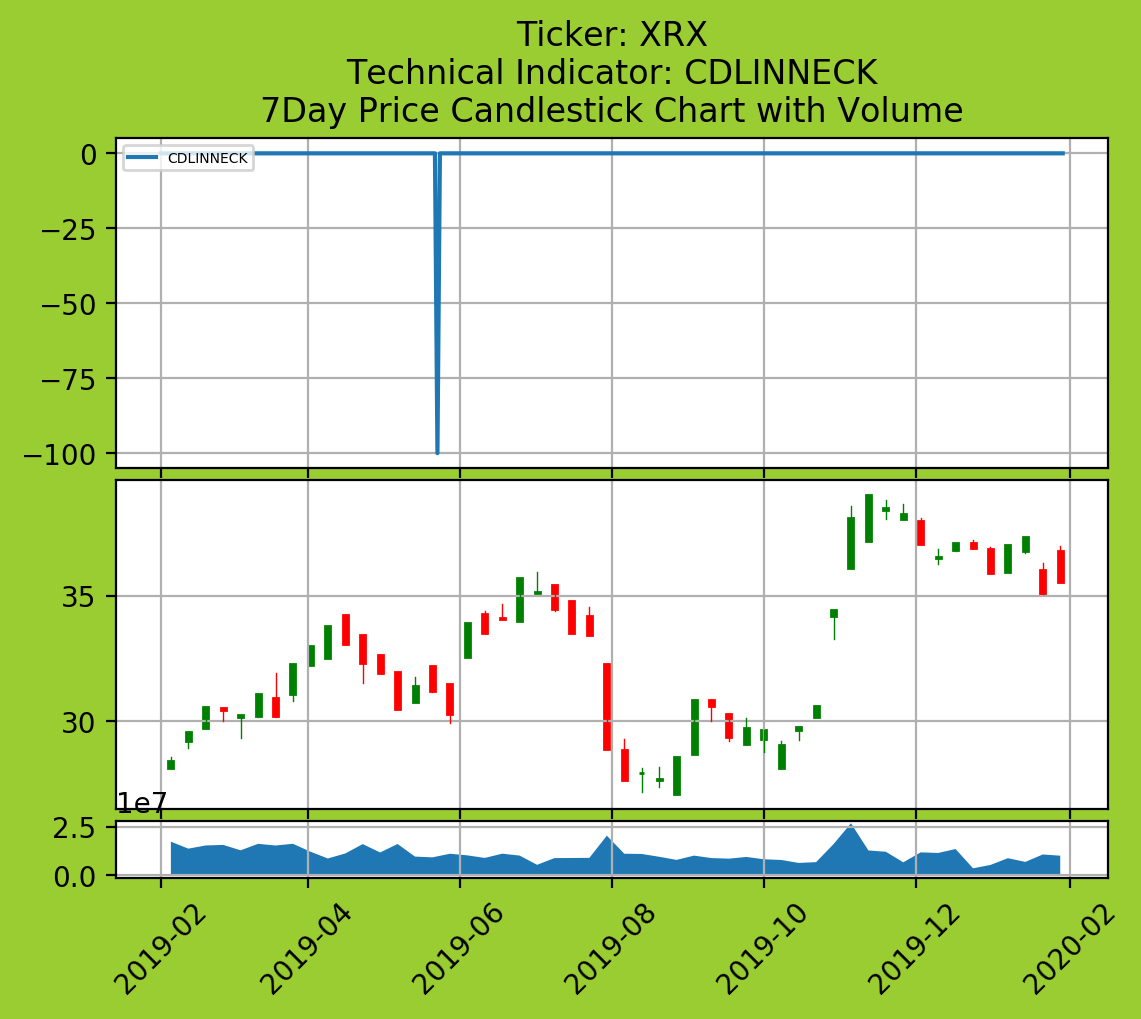 Ticker: XRX
Technical Indicator: CDLINNECK
7Day Price Candlestick Chart with Volume
CDLINNECK
0
−25
−50
−75
−100
35
30
1e7
2.5
0.0
2019-02 2019-04 2019-06 2019-08 2019-10 2019-12 2020-02